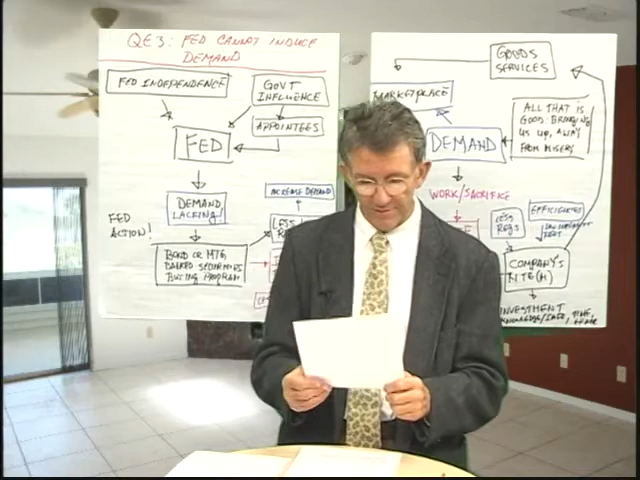 QE3: FED CANNOT INDUCE
DEMAND
FED INDEPENDENCE
GOVT
INFLUENCE
APPOINTEES
FED
DEMAND
LACKING!
INCREASE DEMAND
FED
ACTION!
LESS
BOND OR MTG
BACKED SECURITIES
BUYING PROGRAM
GOODS
SERVICES
MARKETPLACE
ALL THAT IS
GOOD: BRINGING
US UP, AWAY
FROM MISERY
DEMAND
WORK/SACRIFICE
LESS
REGS
EFFICIENCIES
COMPANY'S
INVESTMENT
KNOWLEDGE/
TIME,